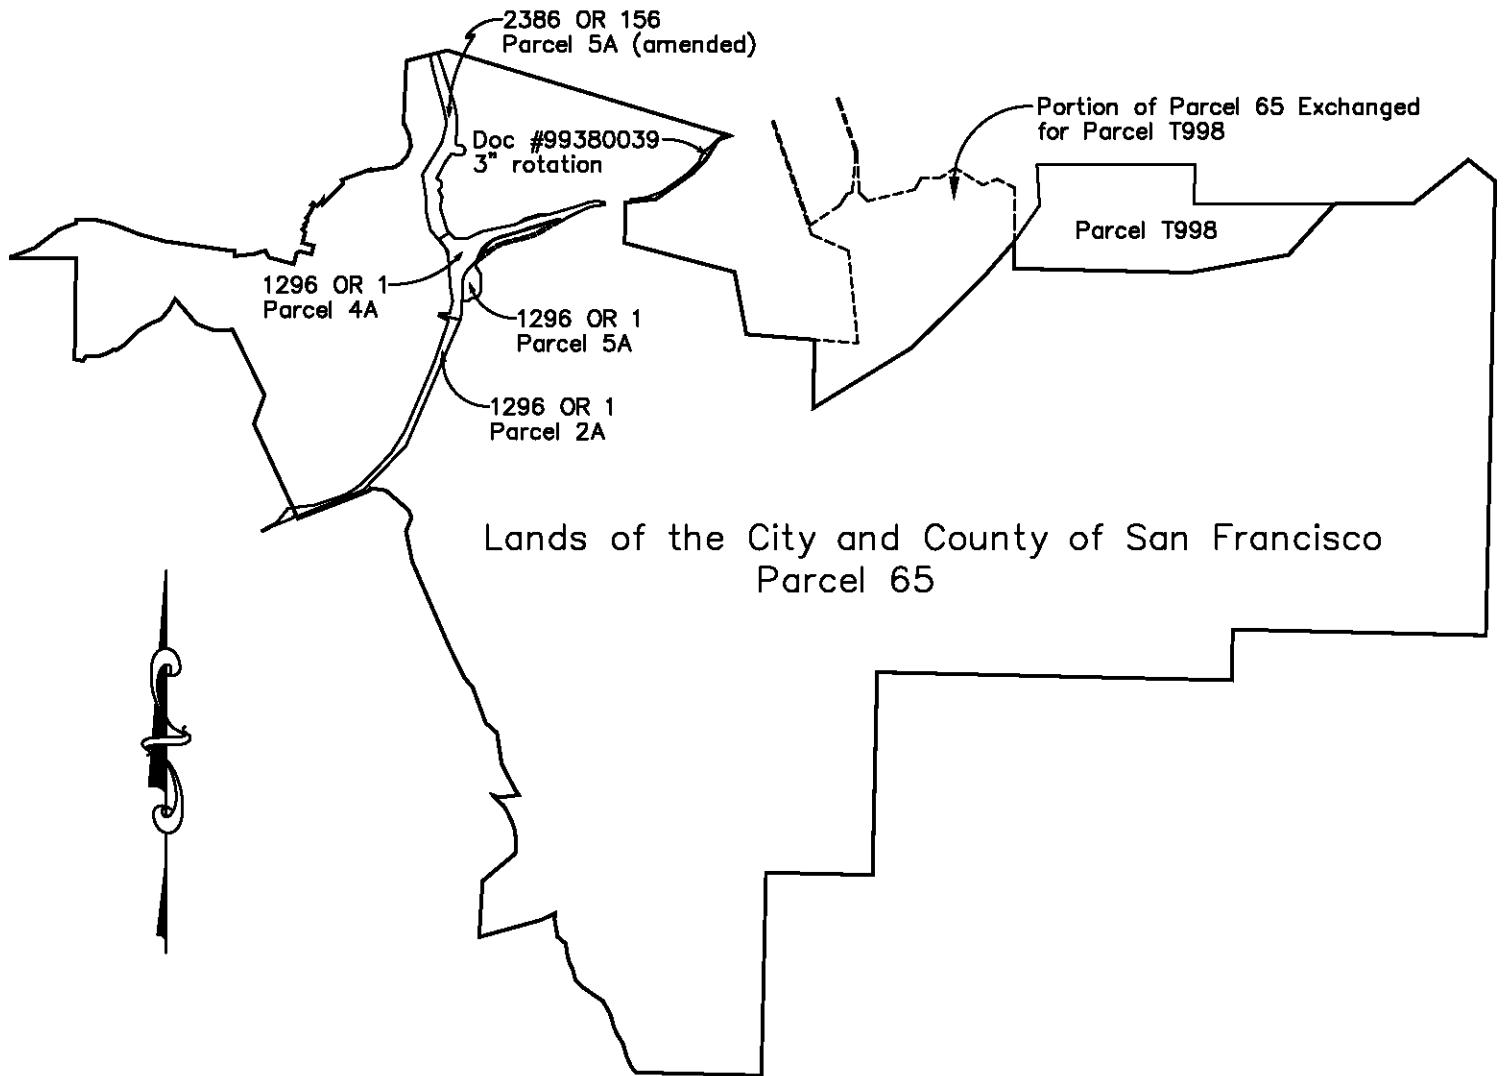 2386 OR 156
Parcel 5A (amended)
Portion of Parcel 65 Exchanged
for Parcel T998
Doc #99380039
3" rotation
Parcel T998
1296 OR 1
Parcel 4A
1296 OR 1
Parcel 5A
1296 OR 1
Parcel 2A
Lands of the City and County of San Francisco
Parcel 65